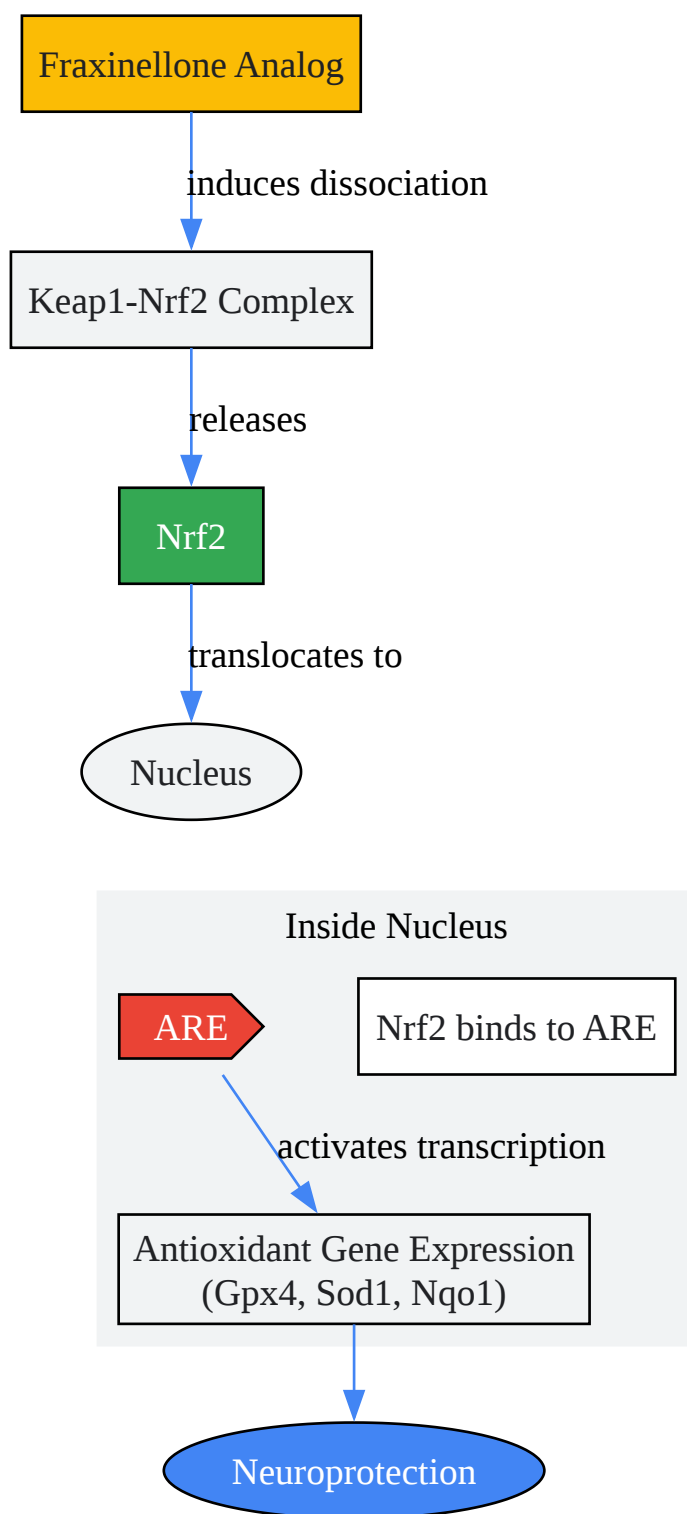 Fraxinellone Analog
induces dissociation
Keap1-Nrf2 Complex
releases
Nrf2
translocates to
Nucleus
Inside Nucleus
ARE
Nrf2 binds to ARE
activates transcription
Antioxidant Gene Expression
(Gpx4, Sod1, Nqo1)
Neuroprotection